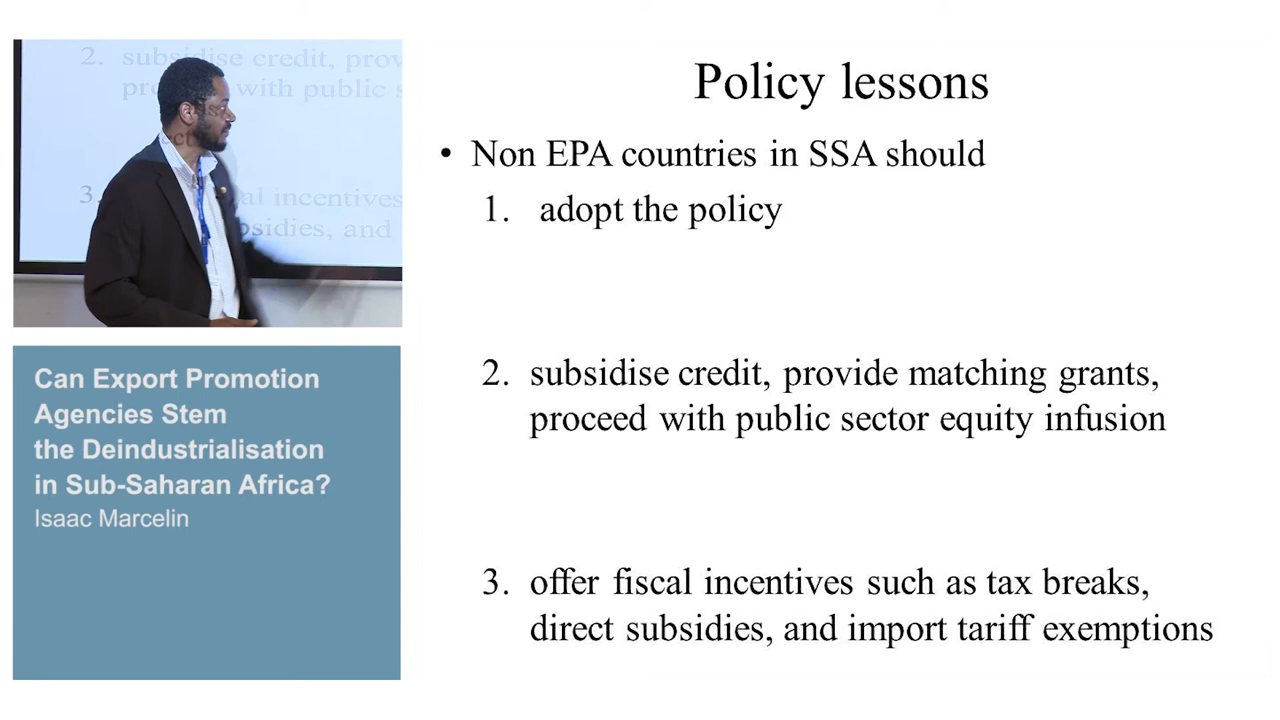 2. subsidise credit, prov
with public s
3. al incentives
sidies, and
Can Export Promotion
Agencies Stem
the Deindustrialisation
in Sub-Saharan Africa?
Isaac Marcelin
Policy lessons
• Non EPA countries in SSA should
1. adopt the policy
2. subsidise credit, provide matching grants,
proceed with public sector equity infusion
3. offer fiscal incentives such as tax breaks,
direct subsidies, and import tariff exemptions